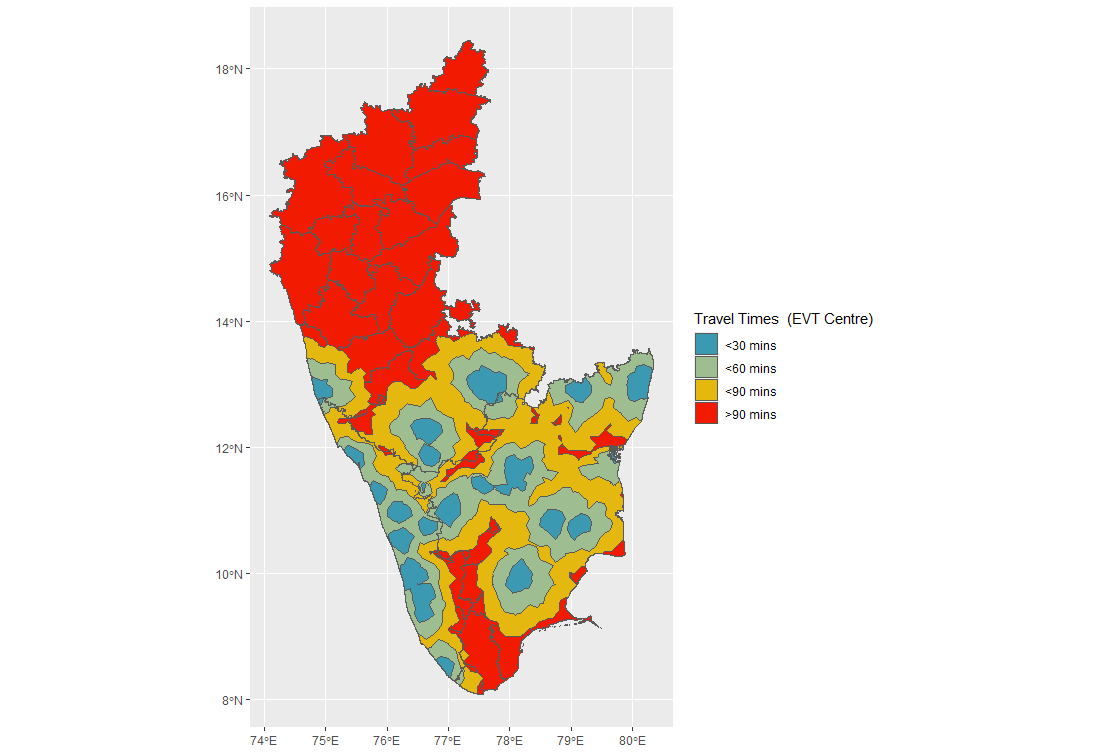 18°N
16°N
14°N
12°N
10°N
8°N
74°E
75°E
76°E
77°E
78°E
79°E
80°E
Travel Times  (EVT Centre)
<30 mins
<60 mins
<90 mins
>90 mins